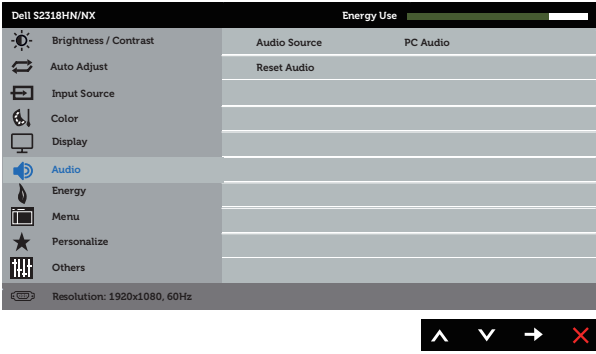 Dell S2318HN/NX Energy Use
Brightness / Contrast Audio Source PC Audio
Auto Adjust Reset Audio
Input Source
Color
Display
Audio
Energy
Menu
Personalize
Others
Resolution: 1920x1080, 60Hz